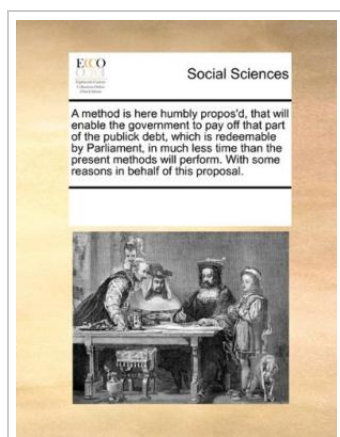 ECCO
Social Sciences
A method is here humbly propos'd, that will
enable the government to pay off that part
of the publick debt, which is redeemable
by Parliament, in much less time than the
present methods will perform. With some
reasons in behalf of this proposal.